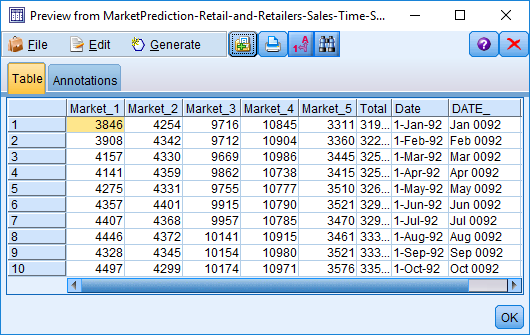 Preview from MarketPrediction-Retail-and-Retailers-Sales-Time-S...
File Edit Generate
Table Annotations
Market_1 Market_2 Market_3 Market_4 Market_5 Total Date DATE_
1 3846 4254 9716 10845 3311 319... 1-Jan-92 Jan 0092
2 3908 4342 9712 10904 3360 322... 1-Feb-92 Feb 0092
3 4157 4330 9669 10986 3445 325... 1-Mar-92 Mar 0092
4 4141 4359 9862 10738 3415 325... 1-Apr-92 Apr 0092
5 4275 4331 9755 10777 3510 326... 1-May-92 May 0092
6 4357 4401 9915 10790 3521 329... 1-Jun-92 Jun 0092
7 4407 4368 9957 10785 3470 329... 1-Jul-92 Jul 0092
8 4446 4372 10141 10915 3461 333... 1-Aug-92 Aug 0092
9 4328 4345 10154 10980 3521 333... 1-Sep-92 Sep 0092
10 4497 4299 10174 10971 3576 335... 1-Oct-92 Oct 0092
OK